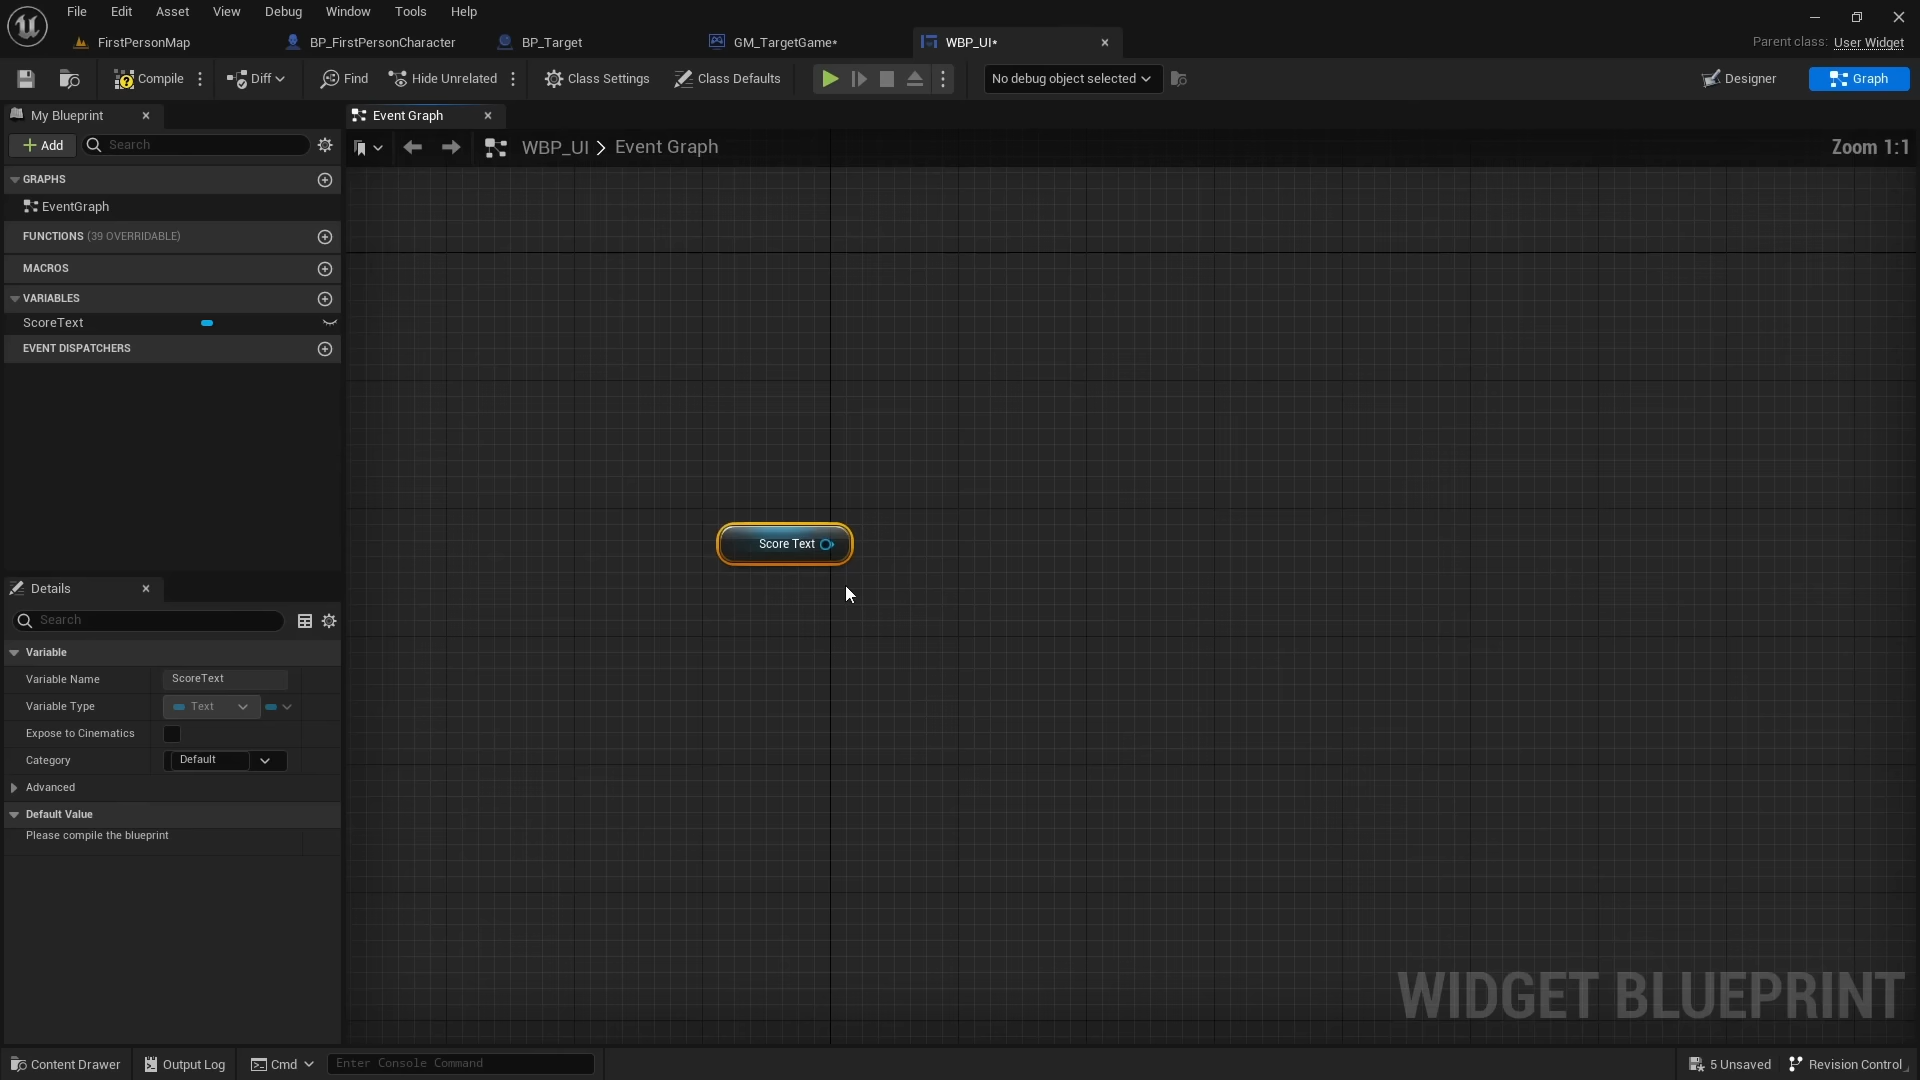 File Edit Asset View Debug Window Tools Help
FirstPersonMap BP_FirstPersonCharacter BP_Target GM_TargetGame* WBP_UI* Parent class: User Widget
Compile Diff Find Hide Unrelated Class Settings Class Defaults No debug object selected Designer Graph
My Blueprint Event Graph
Add Search WBP_UI > Event Graph Zoom 1:1
GRAPHS
EventGraph
FUNCTIONS (39 OVERRIDABLE)
MACROS
VARIABLES
ScoreText
EVENT DISPATCHERS
Score Text
Details
Search
Variable
Variable Name ScoreText
Variable Type Text
Expose to Cinematics
Category Default
Advanced
Default Value
Please compile the blueprint
WIDGET BLUEPRINT
Content Drawer Output Log Cmd Enter Console Command 5 Unsaved Revision Control